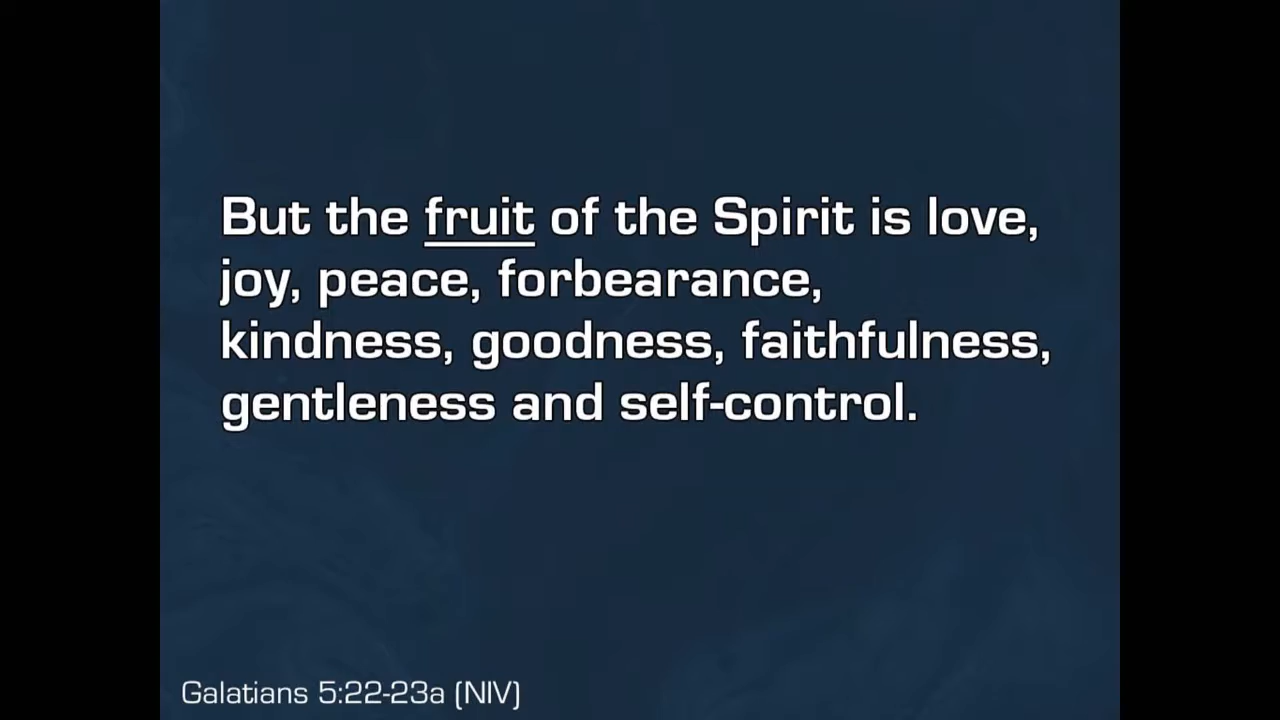 But the fruit of the Spirit is love,
joy, peace, forbearance,
kindness, goodness, faithfulness,
gentleness and self-control.
Galatians 5:22-23a (NIV)